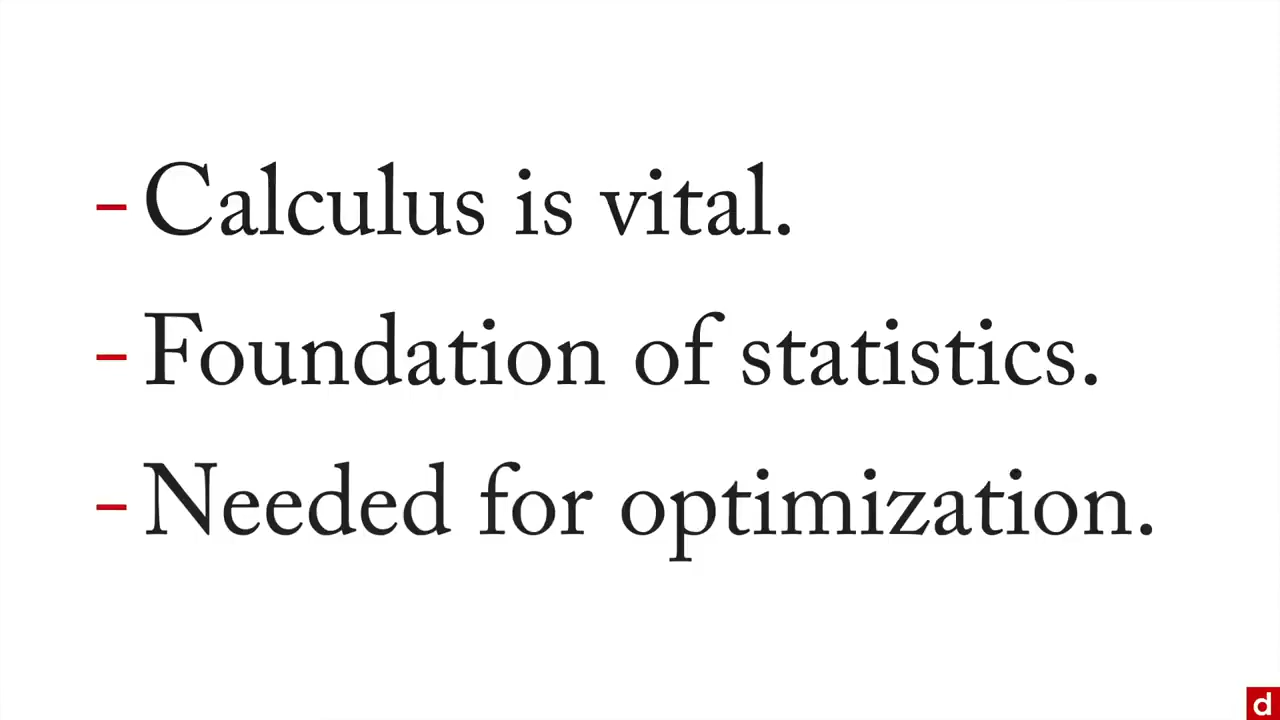 - Calculus is vital.
- Foundation of statistics.
- Needed for optimization.
d